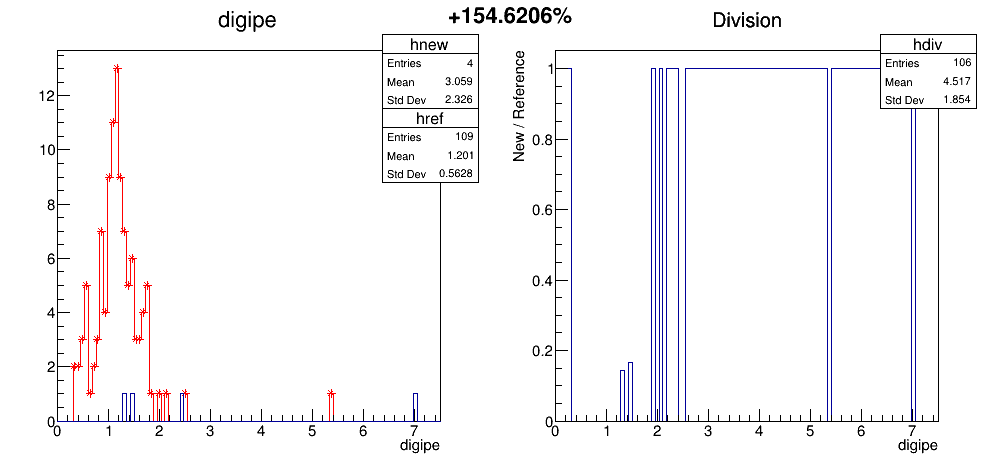 digipe
+154.6206%
Division
hnew
Entries 4
Mean 3.059
Std Dev 2.326
href
Entries 109
Mean 1.201
Std Dev 0.5628
12
10
8
6
4
2
0
0 1 2 3 4 5 6 7
digipe
hdiv
Entries 106
Mean 4.517
Std Dev 1.854
New / Reference
1
0.8
0.6
0.4
0.2
0
0 1 2 3 4 5 6 7
digipe